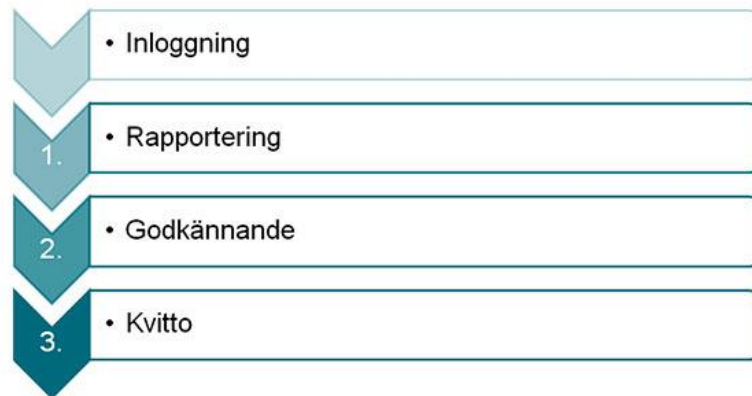 • Inloggning
1. • Rapportering
2. • Godkännande
3. • Kvitto